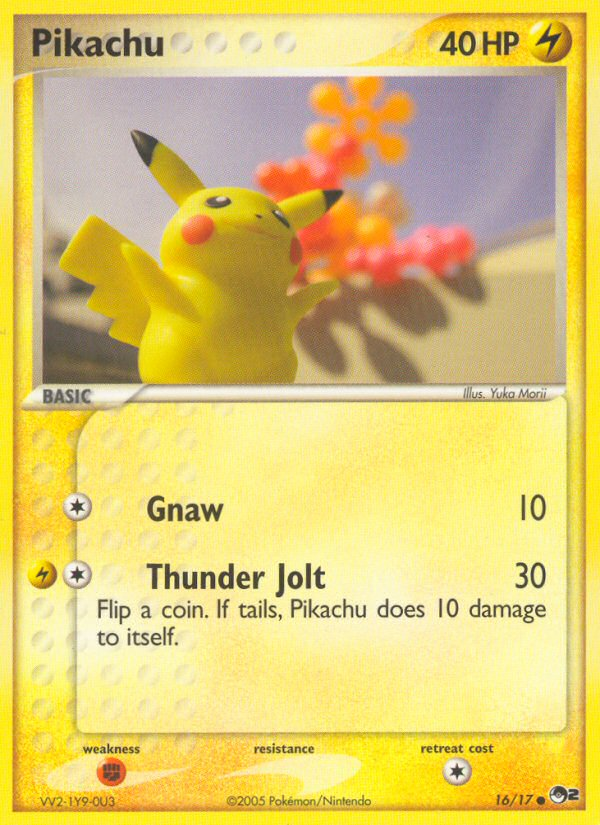 Pikachu 40 HP
BASIC Illus. Yuka Morii
Gnaw 10
Thunder Jolt 30
Flip a coin. If tails, Pikachu does 10 damage
to itself.
weakness resistance retreat cost
VV2-1Y9-0U3 ©2005 Pokémon/Nintendo 16/17 ● 2